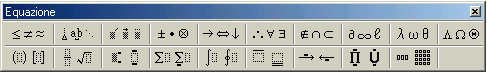 Equazione
≤ ≠ ≈ ± • ⊗ → ⇔ ↓ ∴ ∀ ∃ ∉ ∩ ⊂ ∂ ∞ ℓ λ ω θ Λ Ω Θ
Σ Σ ∫ ∮ Π Ü